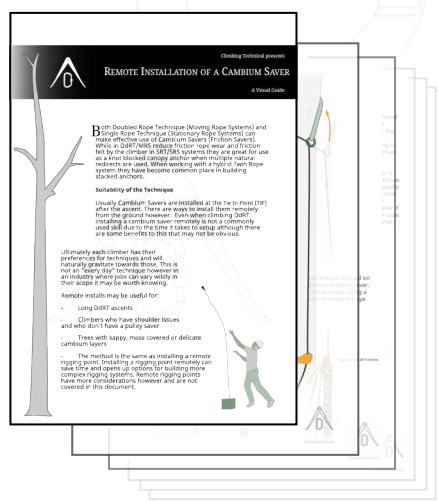 Climbing Technical presents
REMOTE INSTALLATION OF A CAMBIUM SAVER
A Visual Guide
Both Doubled Rope Technique (Moving Rope Systems) and
Single Rope Technique (Stationary Rope Systems) can
make effective use of Cambium Savers (Friction Savers).
While in DdRT/MRS reduce friction rope wear and friction
felt by the climber in SRT/SRS systems they are great for use
as a knot blocked canopy anchor when multiple natural
redirects are used. When working with a hybrid Twin Rope
system they have become common place in building
stacked anchors.
Suitability of the Technique
Usually Cambium Savers are installed at the Tie In Point (TIP)
after the ascent. There are ways to install them remotely
from the ground however. Even when climbing DdRT
installing a cambium saver remotely is not a commonly
used skill due to the time it takes to setup although there
are some benefits to this that may not be obvious.
Ultimately each climber has their
preferences for techniques and will
naturally gravitate towards those. This is
not an "every day" technique however in
an industry where jobs can vary wildly in
their scope it may be worth knowing.
Remote installs may be useful for:
- Long DdRT ascents
- Climbers who have shoulder issues
and who don't have a pulley saver
- Trees with sappy, moss covered or delicate
cambium layers
- The method is the same as installing a remote
rigging point. Installing a rigging point remotely can
save time and opens up options for building more
complex rigging systems. Remote rigging points
have more considerations however and are not
covered in this document.